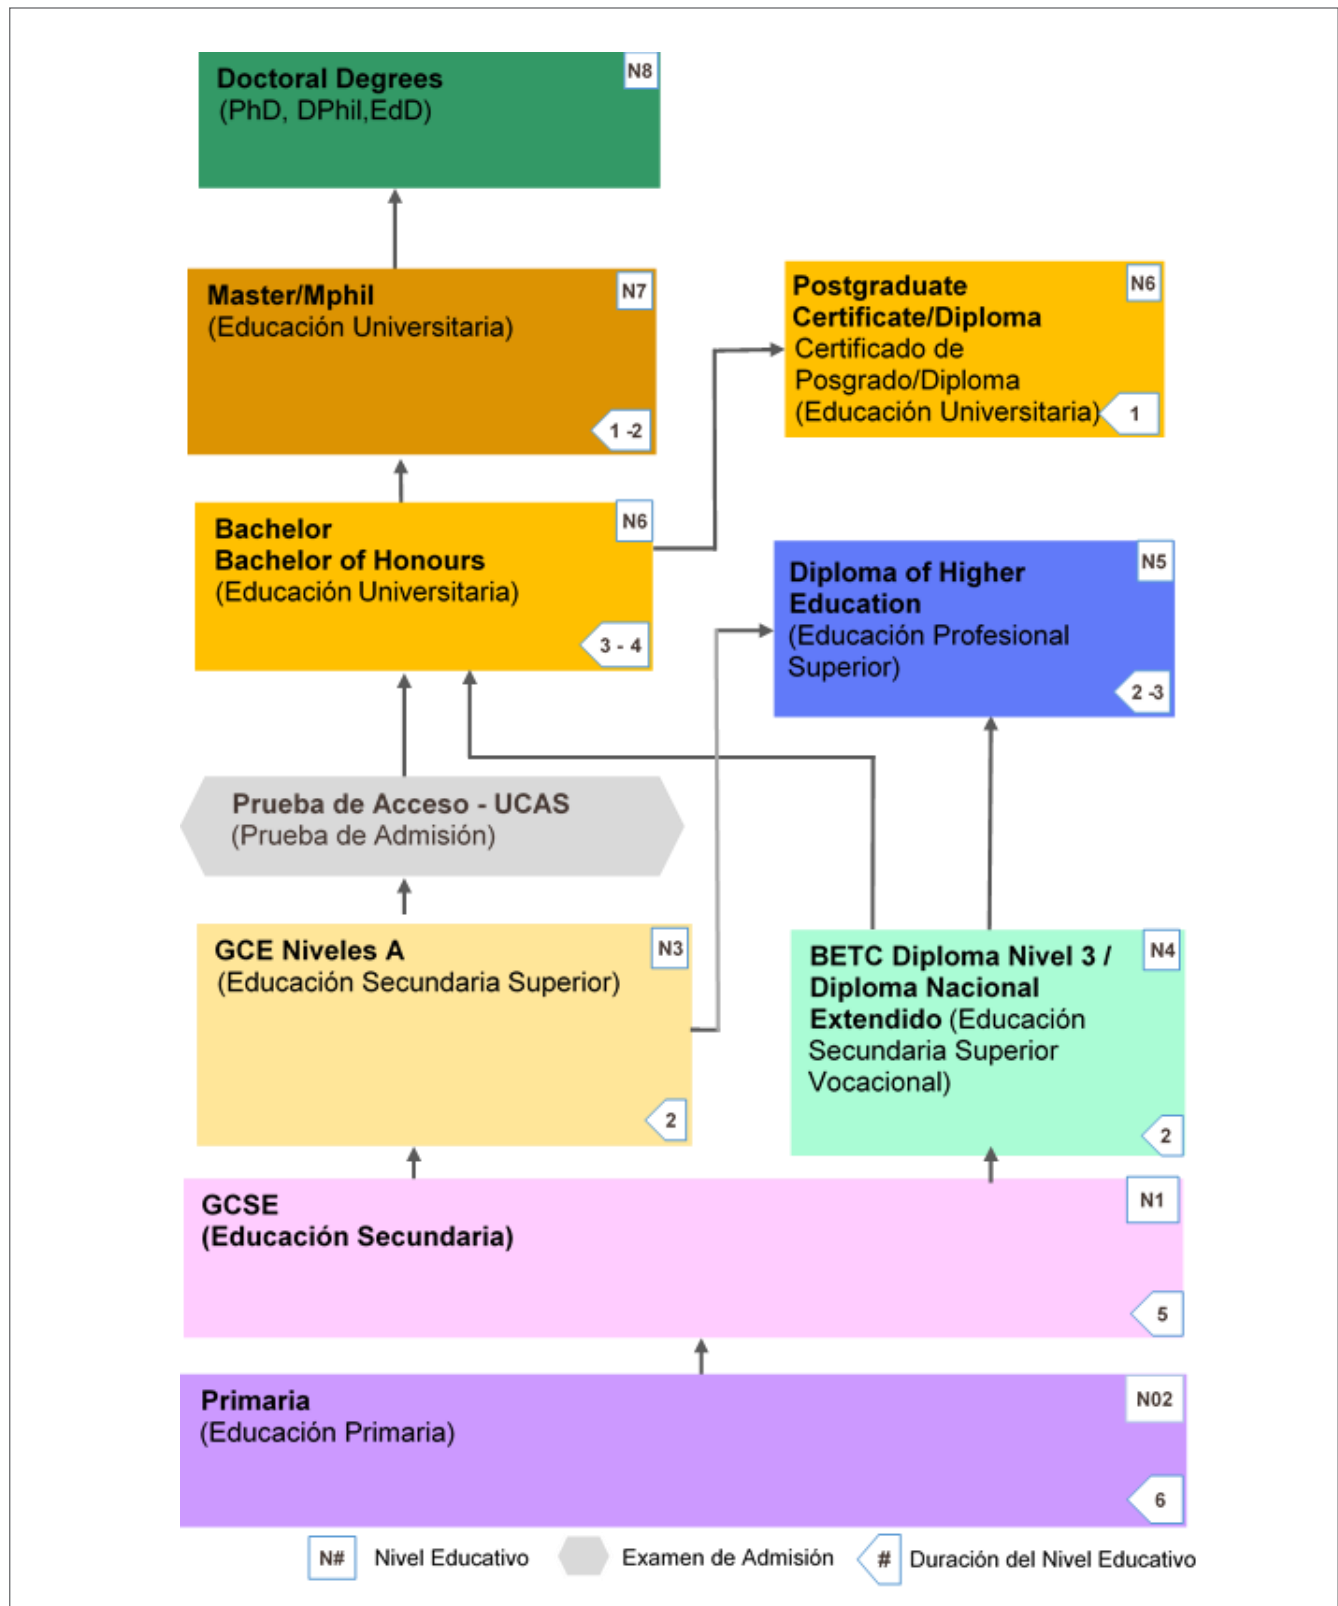 Doctoral Degrees
(PhD, DPhil,EdD)
N8
Master/Mphil
(Educación Universitaria)
N7
1 -2
Postgraduate
Certificate/Diploma
Certificado de
Posgrado/Diploma
(Educación Universitaria)
N6
1
Bachelor
Bachelor of Honours
(Educación Universitaria)
N6
3 - 4
Diploma of Higher
Education
(Educación Profesional
Superior)
N5
2 -3
Prueba de Acceso - UCAS
(Prueba de Admisión)
GCE Niveles A
(Educación Secundaria Superior)
N3
2
BETC Diploma Nivel 3 /
Diploma Nacional
Extendido (Educación
Secundaria Superior
Vocacional)
N4
2
GCSE
(Educación Secundaria)
N1
5
Primaria
(Educación Primaria)
N02
6
N# Nivel Educativo
Examen de Admisión
# Duración del Nivel Educativo